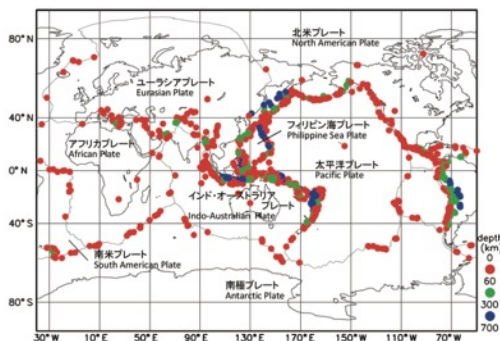 80°N
北米プレート
North American Plate
ユーラシアプレート
Eurasian Plate
40°N
フィリピン海プレート
Philippine Sea Plate
アフリカプレート
African Plate
太平洋プレート
Pacific Plate
0°N
インド・オーストラリア
プレート
Indo-Australian Plate
40°S
南米プレート
South American Plate
南極プレート
Antarctic Plate
80°S
30°W 10°E 50°E 90°E 130°E 170°E 150°W 110°W 70°W
depth
(km)
0
60
300
700